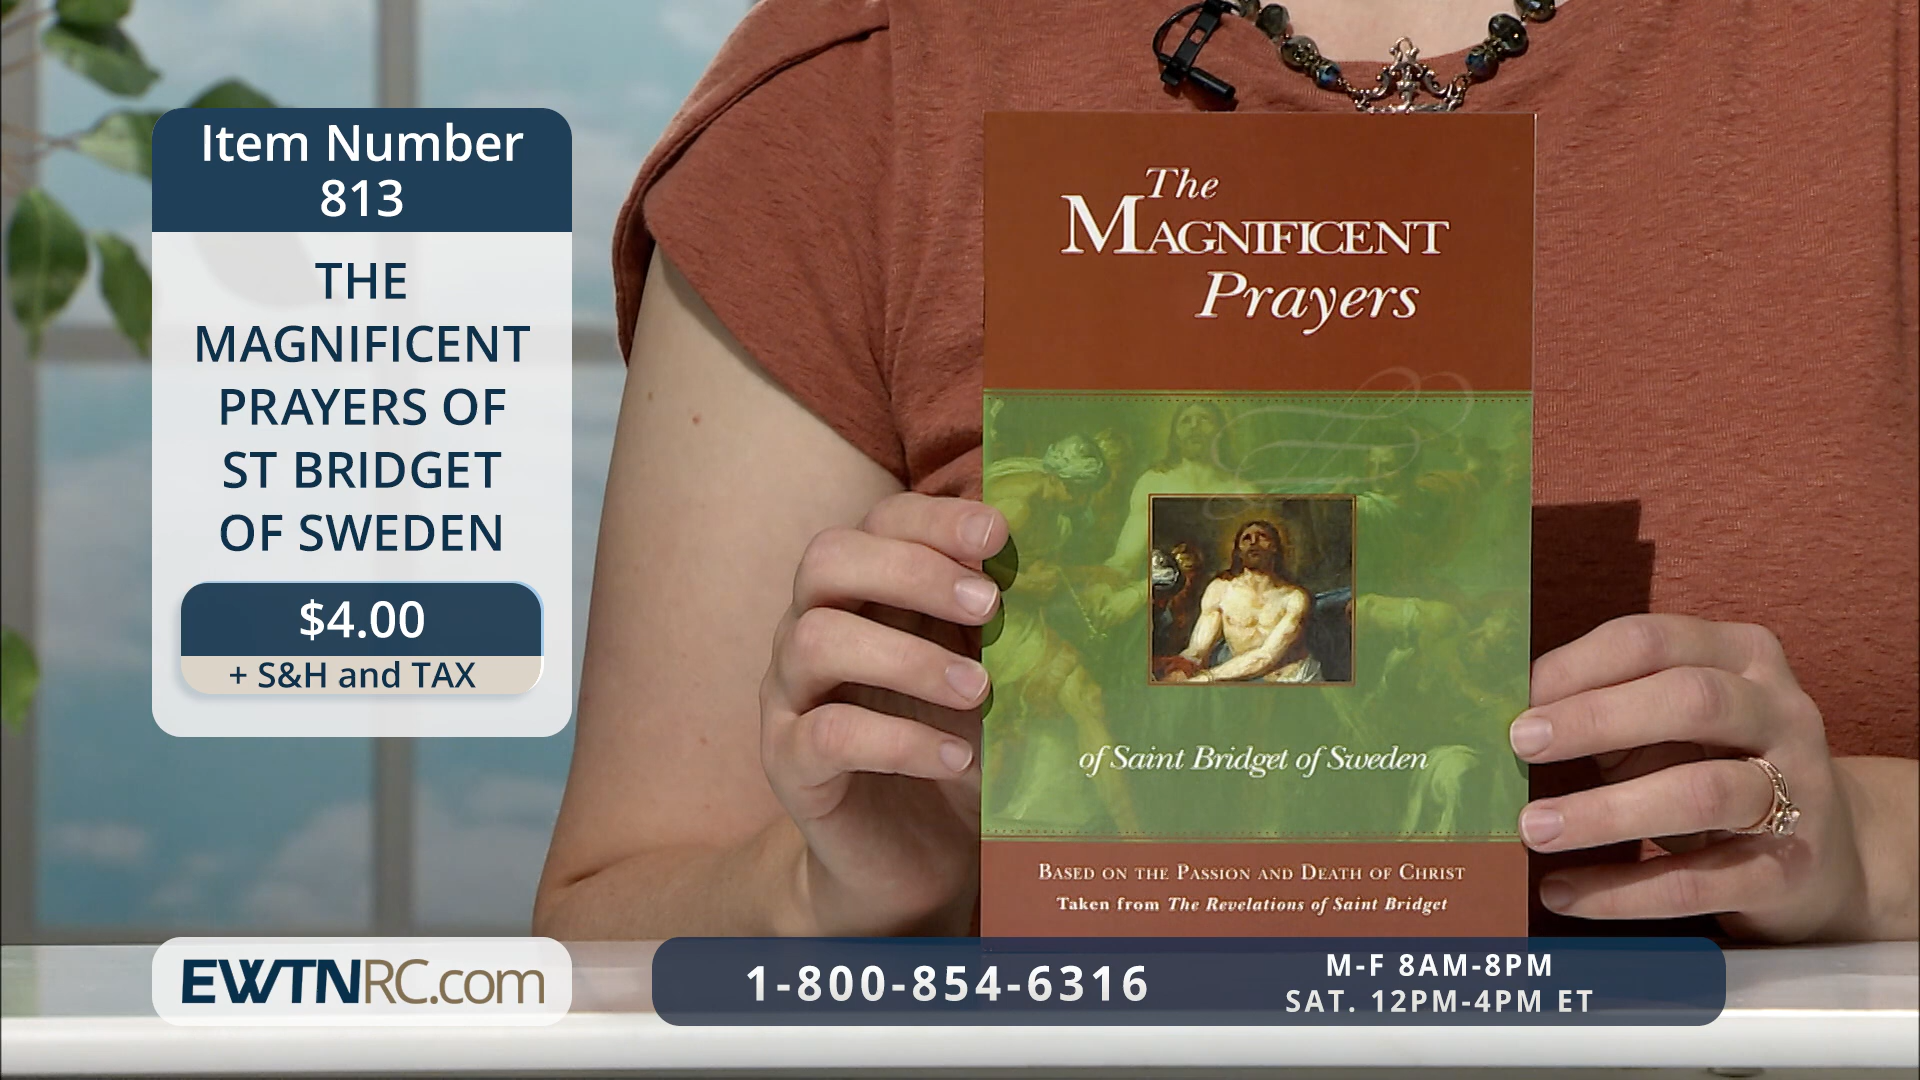 Item Number
813
THE
MAGNIFICENT
PRAYERS OF
ST BRIDGET
OF SWEDEN
$4.00
+ S&H and TAX
The
MAGNIFICENT
Prayers
of Saint Bridget of Sweden
BASED ON THE PASSION AND DEATH OF CHRIST
Taken from The Revelations of Saint Bridget
EWTNRC.com
1-800-854-6316
M-F 8AM-8PM
SAT. 12PM-4PM ET